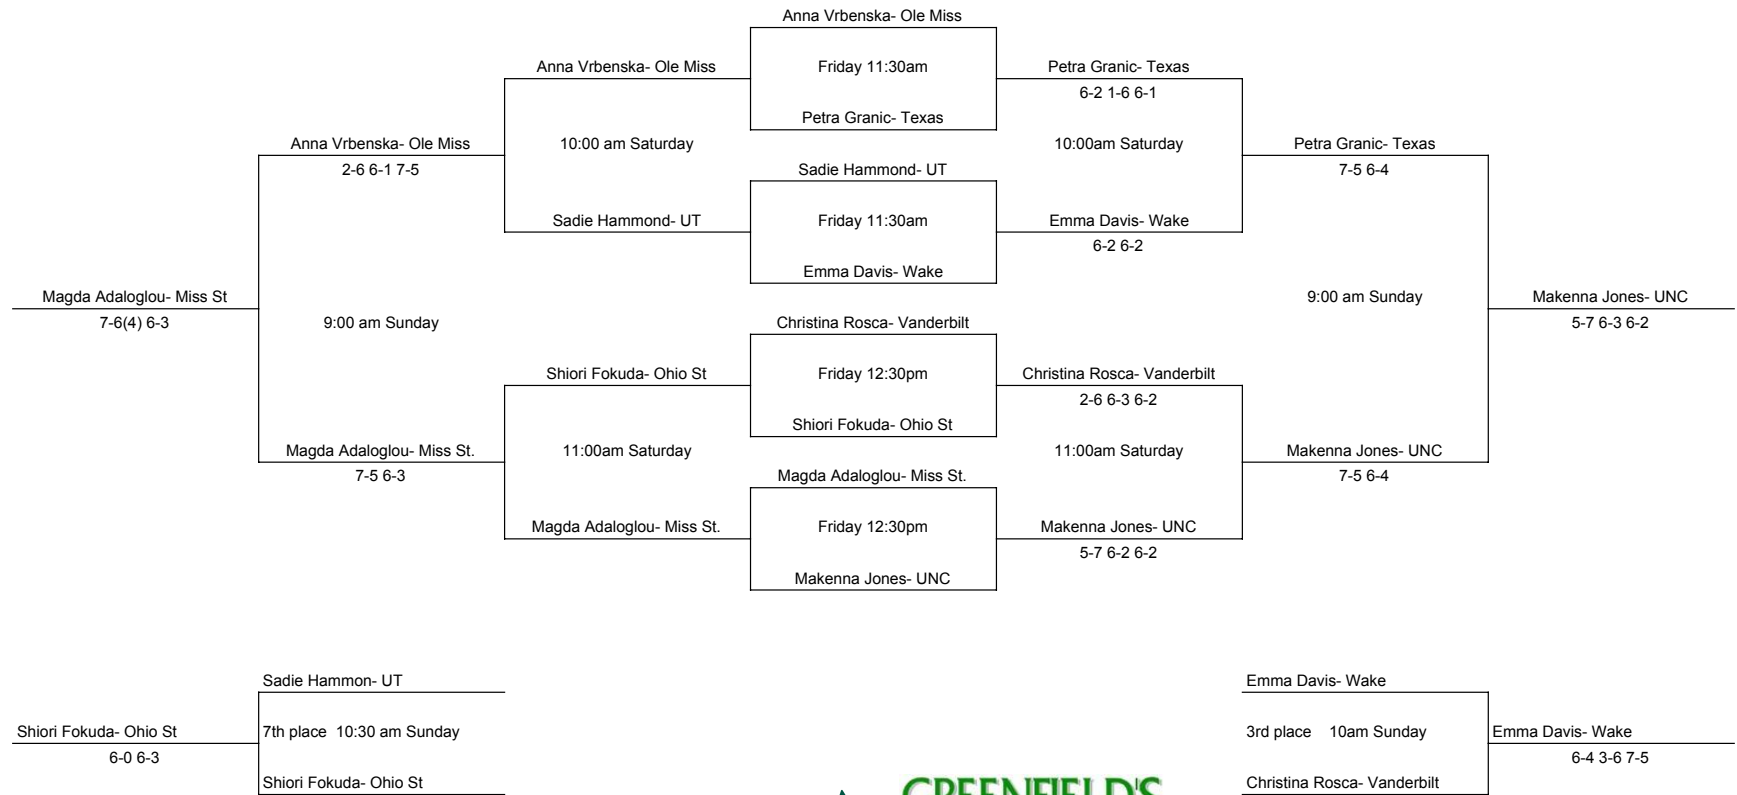 Anna Vrbenska- Ole Miss
Anna Vrbenska- Ole Miss
Friday 11:30am
Petra Granic- Texas
6-2 1-6 6-1
Petra Granic- Texas
Anna Vrbenska- Ole Miss
2-6 6-1 7-5
10:00 am Saturday
10:00am Saturday
Petra Granic- Texas
7-5 6-4
Sadie Hammond- UT
Sadie Hammond- UT
Friday 11:30am
Emma Davis- Wake
6-2 6-2
Emma Davis- Wake
Magda Adaloglou- Miss St
7-6(4) 6-3
9:00 am Sunday
9:00 am Sunday
Makenna Jones- UNC
5-7 6-3 6-2
Christina Rosca- Vanderbilt
Shiori Fokuda- Ohio St
Friday 12:30pm
Christina Rosca- Vanderbilt
2-6 6-3 6-2
Shiori Fokuda- Ohio St
Magda Adaloglou- Miss St.
7-5 6-3
11:00am Saturday
11:00am Saturday
Makenna Jones- UNC
7-5 6-4
Magda Adaloglou- Miss St.
Magda Adaloglou- Miss St.
Friday 12:30pm
Makenna Jones- UNC
5-7 6-2 6-2
Makenna Jones- UNC
Sadie Hammon- UT
Shiori Fokuda- Ohio St
6-0 6-3
7th place 10:30 am Sunday
Shiori Fokuda- Ohio St
Emma Davis- Wake
3rd place 10am Sunday
Emma Davis- Wake
6-4 3-6 7-5
Christina Rosca- Vanderbilt
GREENFIELD'S